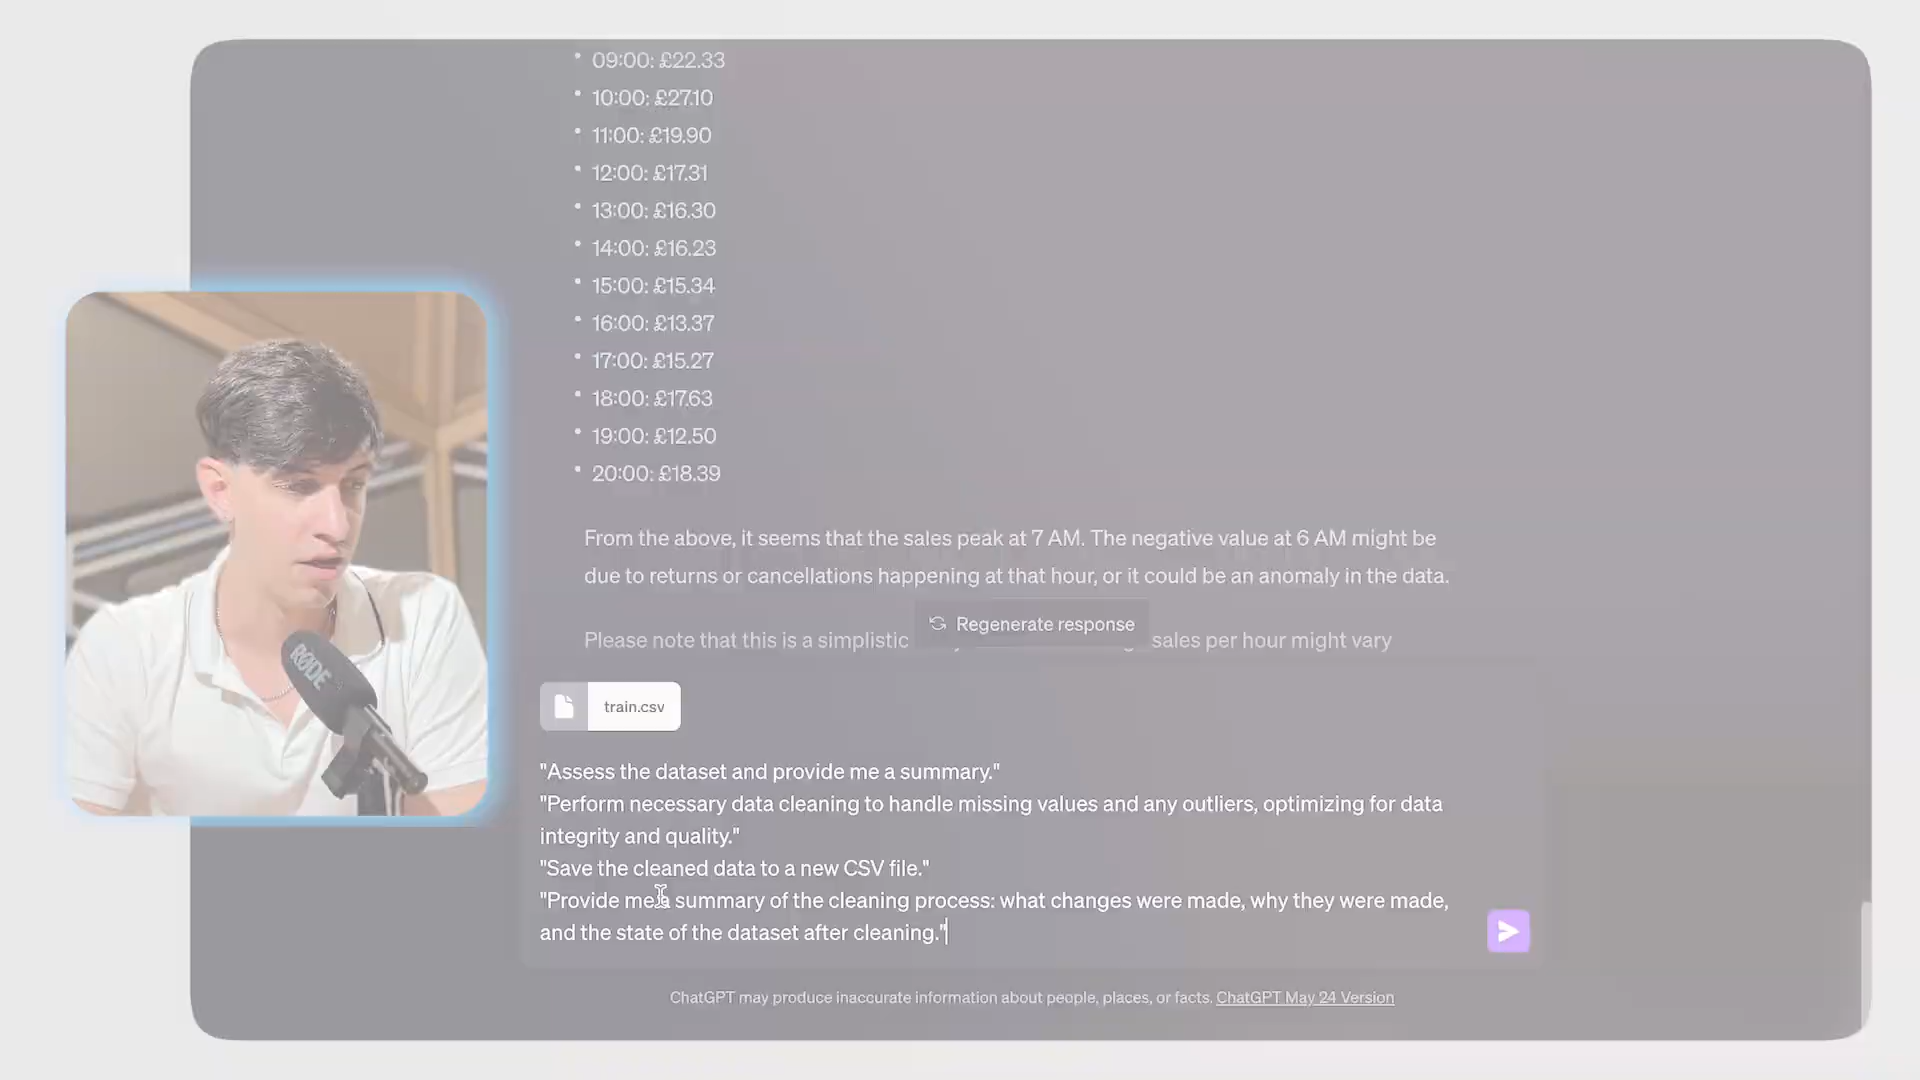 09:00: £22.33
10:00: £27.10
11:00: £19.90
12:00: £17.31
13:00: £16.30
14:00: £16.23
15:00: £15.34
16:00: £13.37
17:00: £15.27
18:00: £17.63
19:00: £12.50
20:00: £18.39
From the above, it seems that the sales peak at 7 AM. The negative value at 6 AM might be
due to returns or cancellations happening at that hour, or it could be an anomaly in the data.
Regenerate response
Please note that this is a simplistic sales per hour might vary
RØDE
train.csv
"Assess the dataset and provide me a summary."
"Perform necessary data cleaning to handle missing values and any outliers, optimizing for data
integrity and quality."
"Save the cleaned data to a new CSV file."
"Provide me a summary of the cleaning process: what changes were made, why they were made,
and the state of the dataset after cleaning."
ChatGPT may produce inaccurate information about people, places, or facts. ChatGPT May 24 Version